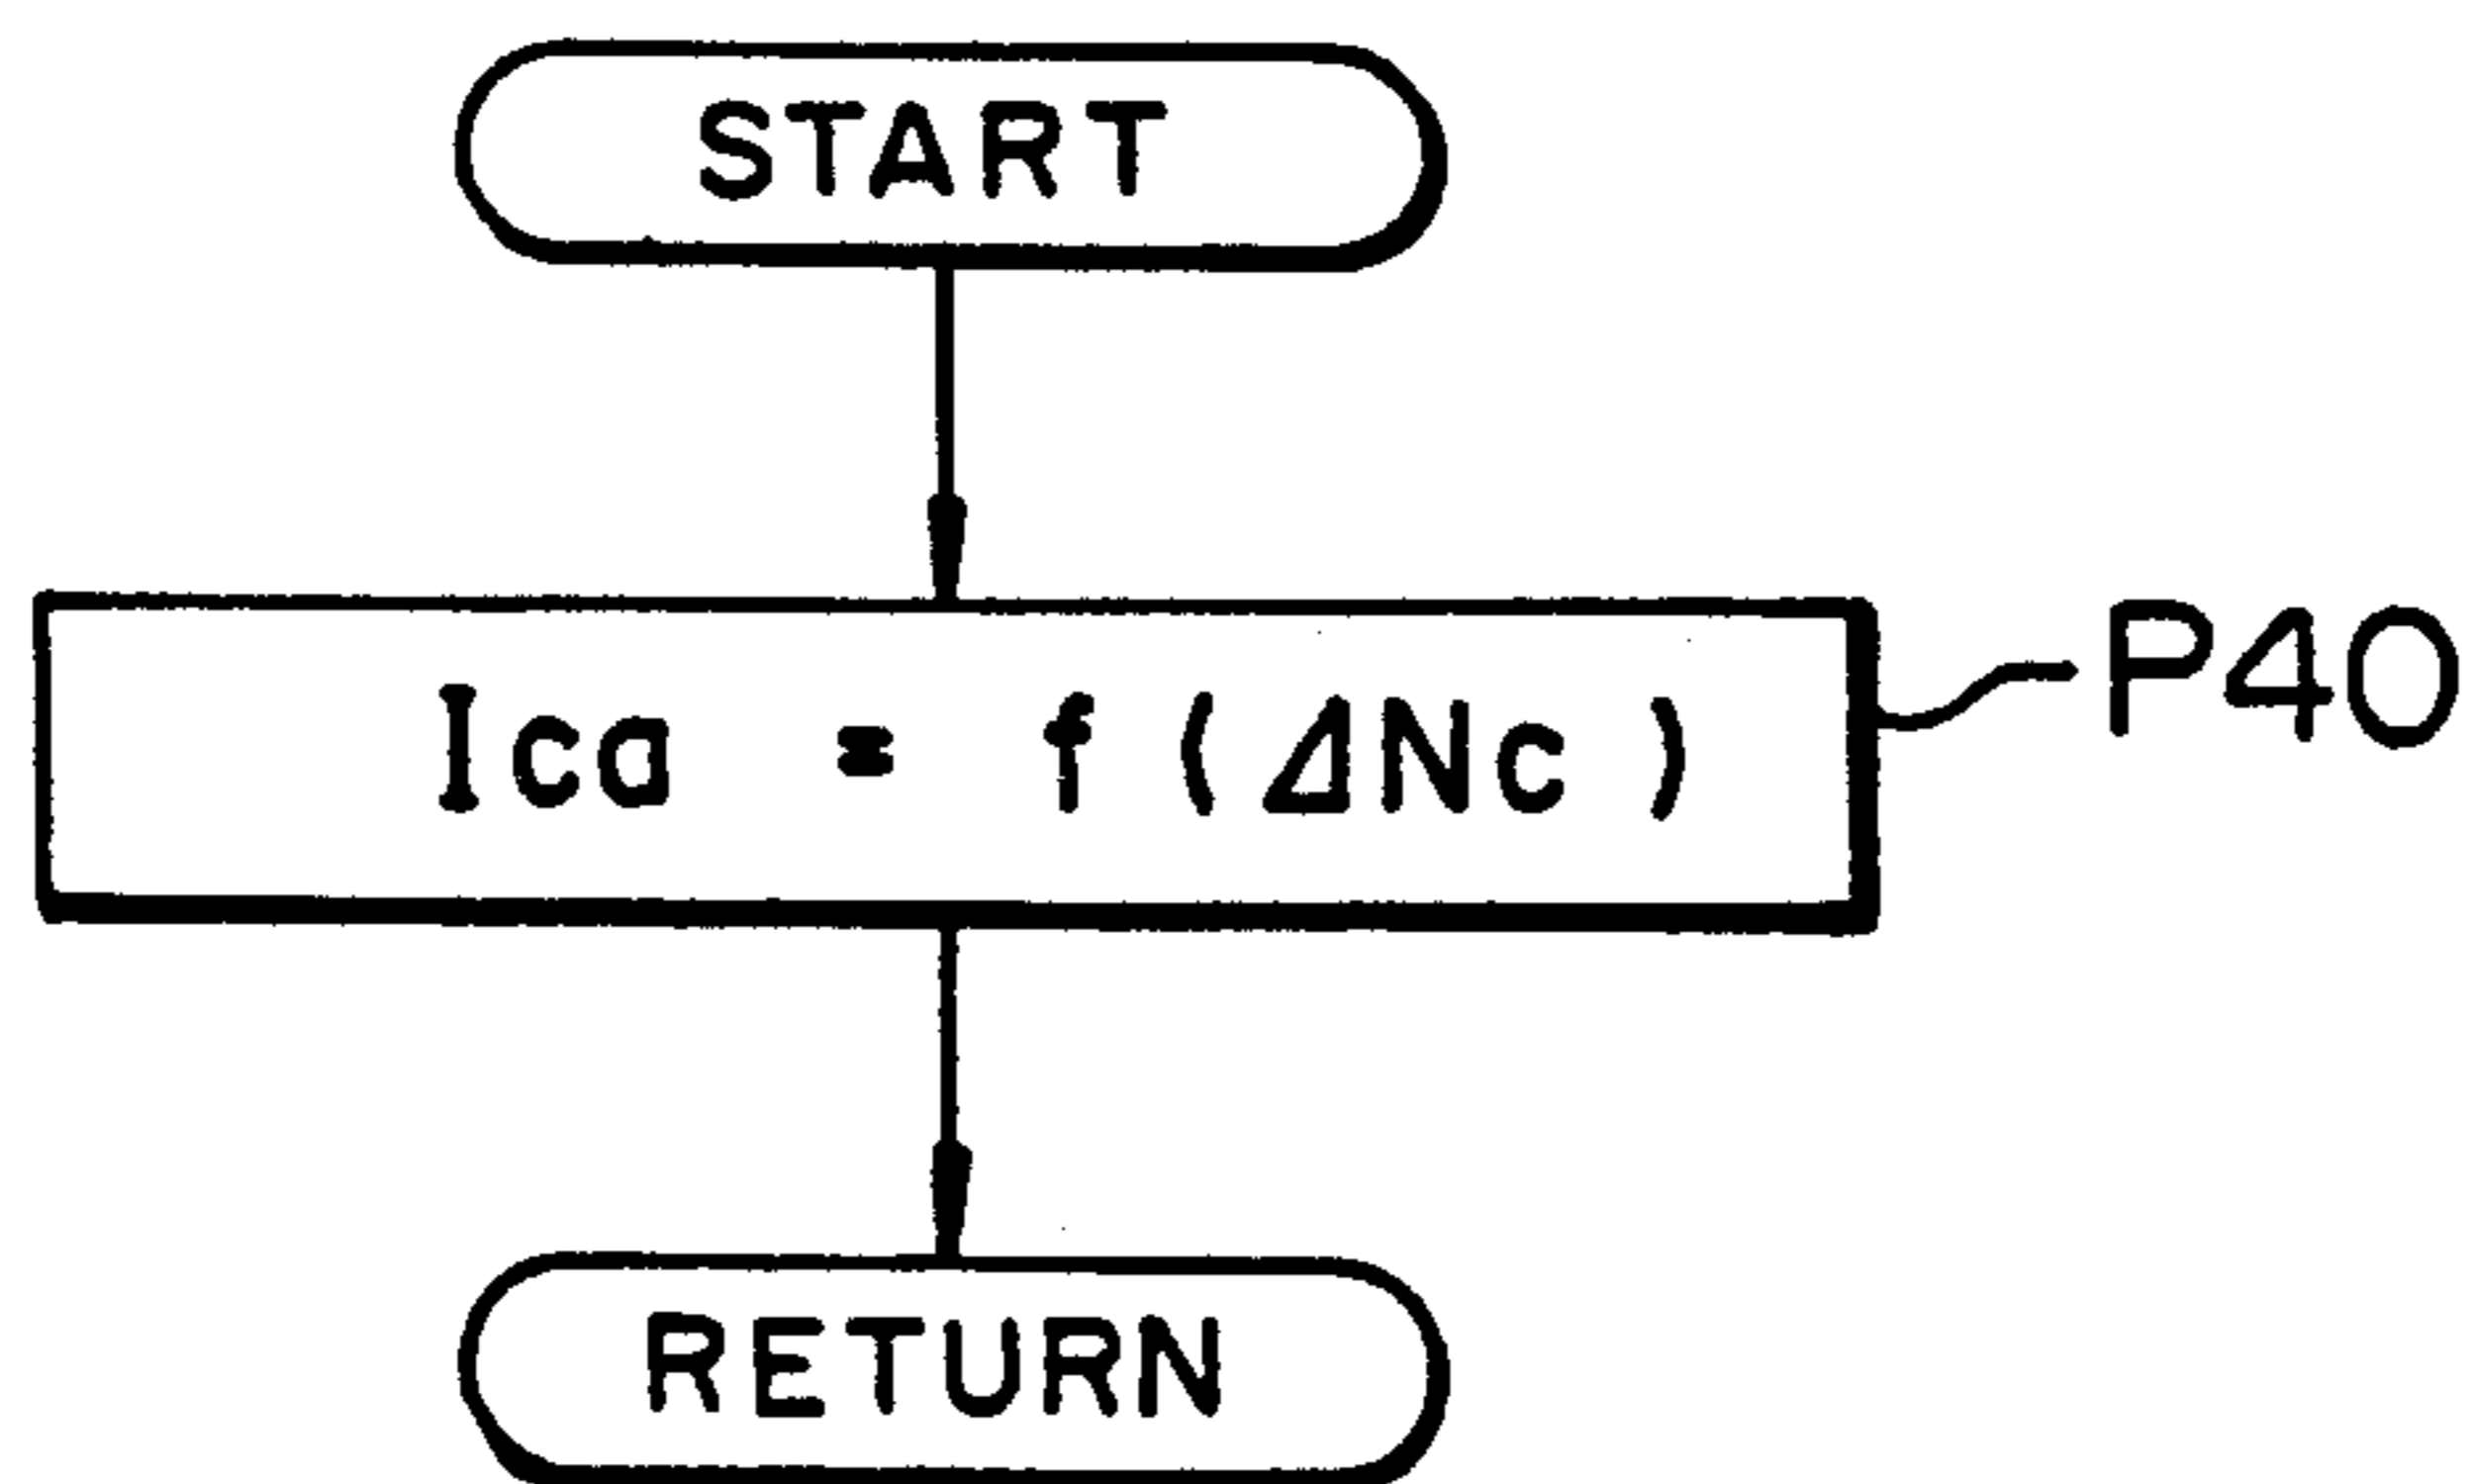 START
Ica = f (ΔNc)
P40
RETURN